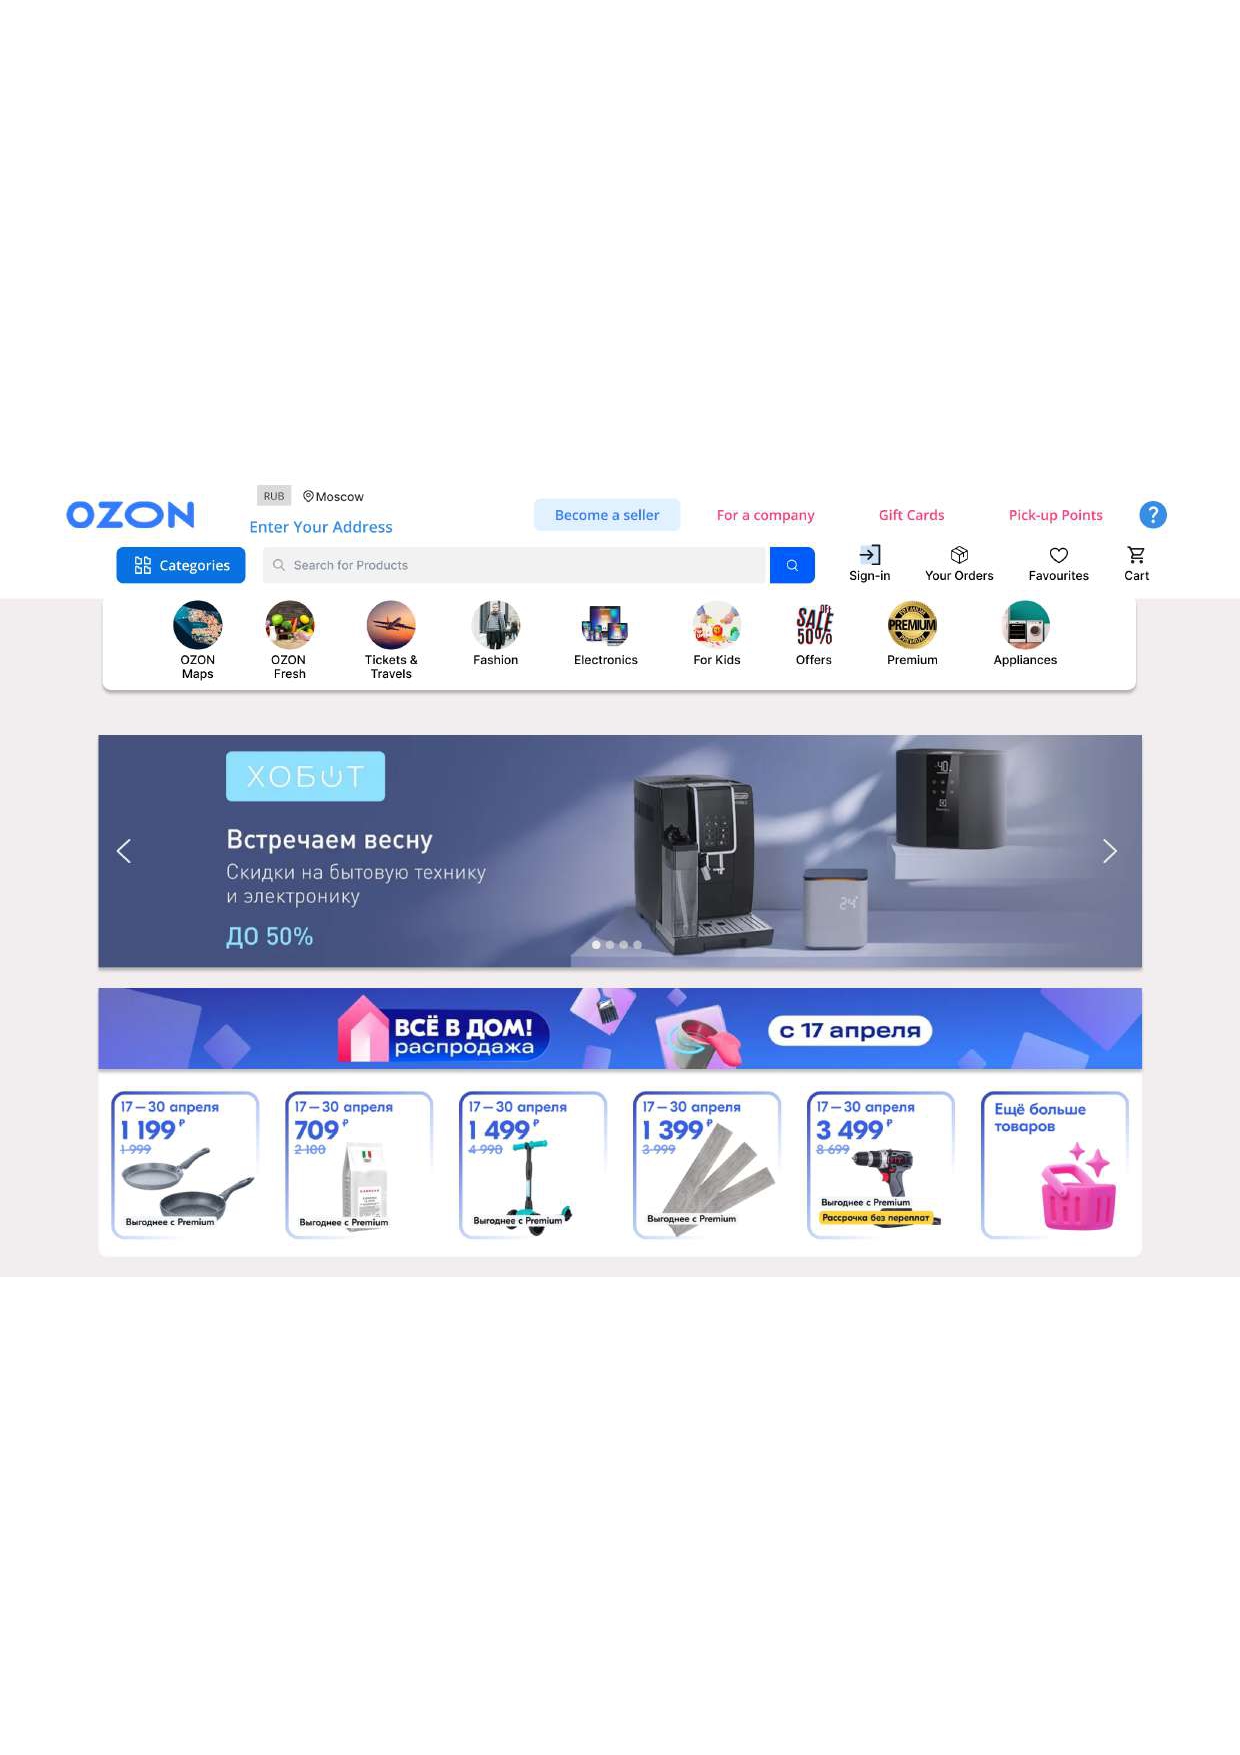 OZON
RUB
Moscow
Enter Your Address
Become a seller
For a company
Gift Cards
Pick-up Points
?
Categories
Search for Products
Sign-in
Your Orders
Favourites
Cart
OZON
Maps
OZON
Fresh
Tickets &
Travels
Fashion
Electronics
For Kids
SALE
OFF
50%
Offers
PREMIUM
Premium
Appliances
ХОБОТ
Встречаем весну
Скидки на бытовую технику
и электронику
ДО 50%
40
24°
ВСЁ В ДОМ!
распродажа
с 17 апреля
17–30 апреля
1 199 ₽
1 999
Выгоднее с Premium
17–30 апреля
709 ₽
2 100
Выгоднее с Premium
17–30 апреля
1 499 ₽
4 990
Выгоднее с Premium
17–30 апреля
1 399 ₽
3 999
Выгоднее с Premium
17–30 апреля
3 499 ₽
8 699
Выгоднее с Premium
Рассрочка без переплат
Ещё больше
товаров